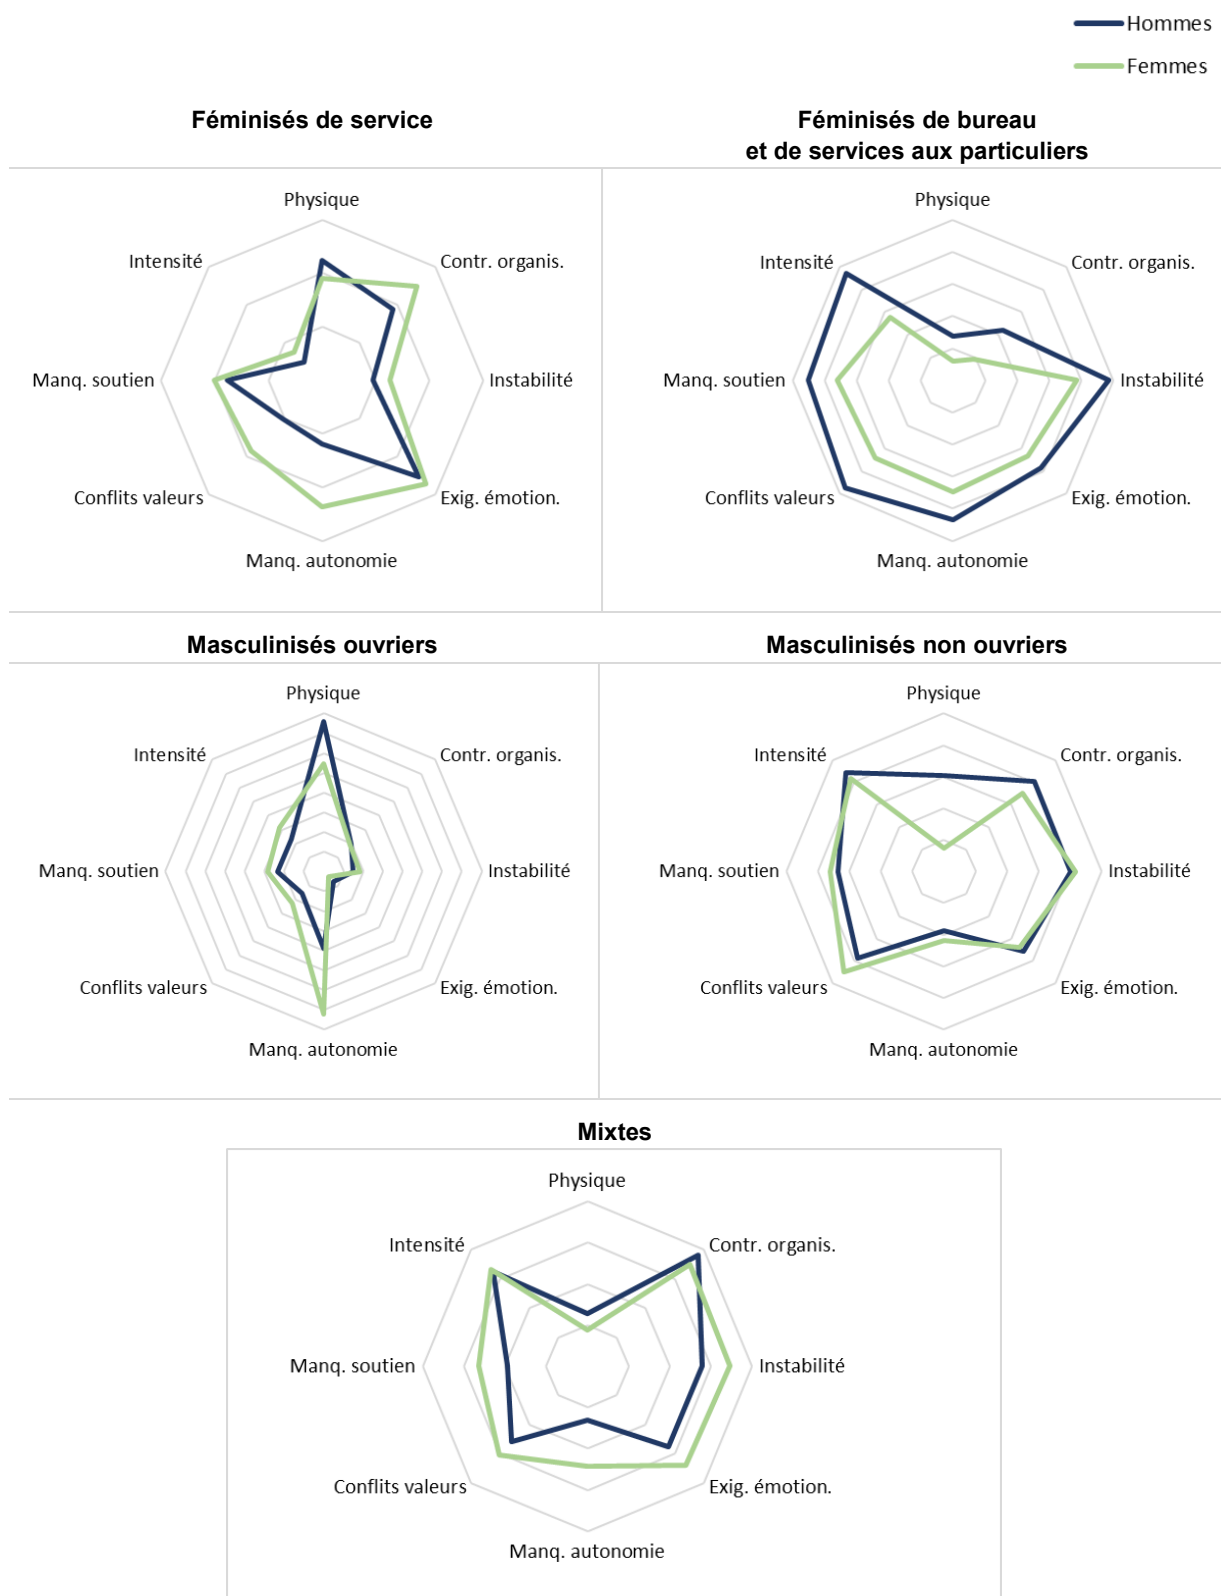 Hommes
Femmes
Féminisés de service
Féminisés de bureau
et de services aux particuliers
Physique
Intensité
Contr. organis.
Manq. soutien
Instabilité
Conflits valeurs
Exig. émotion.
Manq. autonomie
Physique
Intensité
Contr. organis.
Manq. soutien
Instabilité
Conflits valeurs
Exig. émotion.
Manq. autonomie
Masculinisés ouvriers
Masculinisés non ouvriers
Physique
Intensité
Contr. organis.
Manq. soutien
Instabilité
Conflits valeurs
Exig. émotion.
Manq. autonomie
Physique
Intensité
Contr. organis.
Manq. soutien
Instabilité
Conflits valeurs
Exig. émotion.
Manq. autonomie
Mixtes
Physique
Intensité
Contr. organis.
Manq. soutien
Instabilité
Conflits valeurs
Exig. émotion.
Manq. autonomie